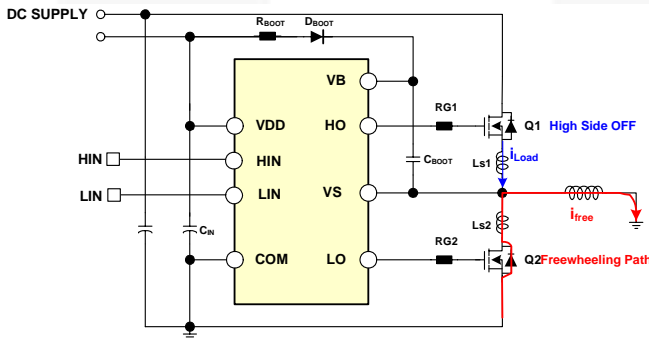 DC SUPPLY
RBOOT DBOOT
VB
RG1
Q1 High Side OFF
VDD HO
HIN HIN
Ls1 iLoad
CBOOT
LIN LIN VS
ifree
CIN
Ls2
COM LO RG2 Q2 Freewheeling Path